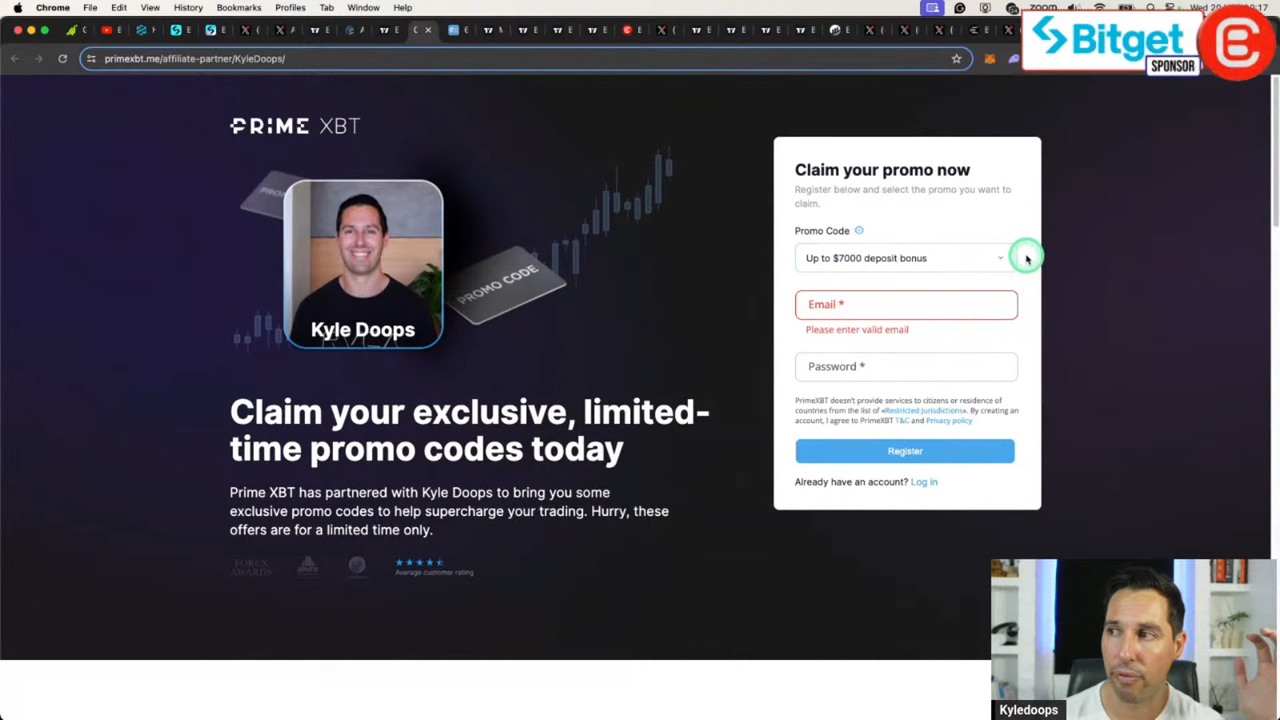 Chrome File Edit View History Bookmarks Profiles Tab Window Help
zoom
primexbt.me/affiliate-partner/KyleDoops/
Bitget
SPONSOR
PRIME XBT
PROMO CODE
Kyle Doops
Claim your exclusive, limited-
time promo codes today
Prime XBT has partnered with Kyle Doops to bring you some
exclusive promo codes to help supercharge your trading. Hurry, these
offers are for a limited time only.
FOREX
AWARDS
Average customer rating
Claim your promo now
Register below and select the promo you want to
claim.
Promo Code
Up to $7000 deposit bonus
Email *
Please enter valid email
Password *
PrimeXBT doesn't provide services to citizens or residence of
countries from the list of «Restricted Jurisdictions». By creating an
account, I agree to PrimeXBT T&C and Privacy policy
Register
Already have an account? Log in
Kyledoops